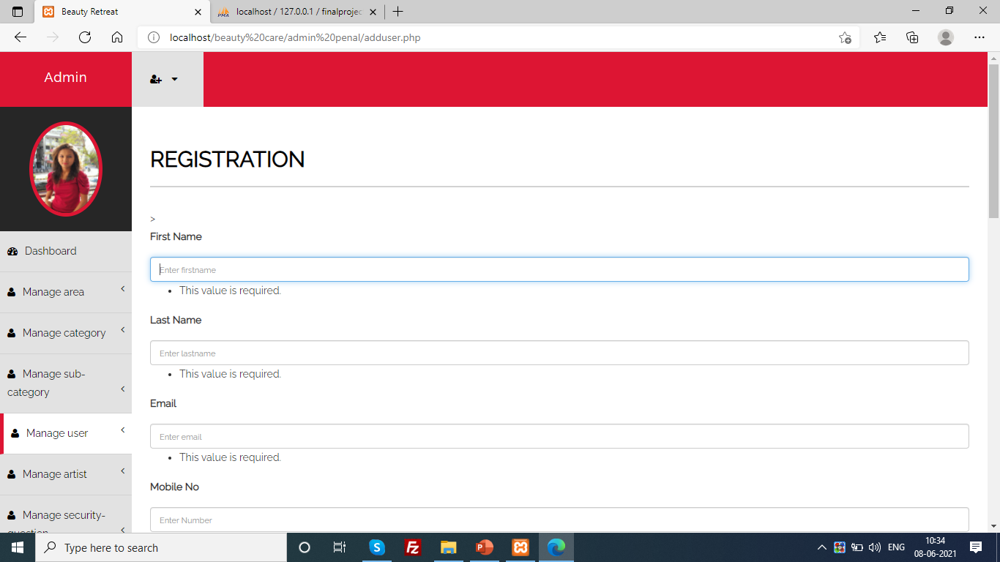 Beauty Retreat
PMA
localhost / 127.0.0.1 / finalprojec
localhost/beauty%20care/admin%20penal/adduser.php
Admin
REGISTRATION
>
First Name
Enter firstname
• This value is required.
Last Name
Enter lastname
• This value is required.
Email
Enter email
• This value is required.
Mobile No
Enter Number
Dashboard
Manage area
Manage category
Manage sub-
category
Manage user
Manage artist
Manage security-
question
Type here to search
ENG
10:34
08-06-2021